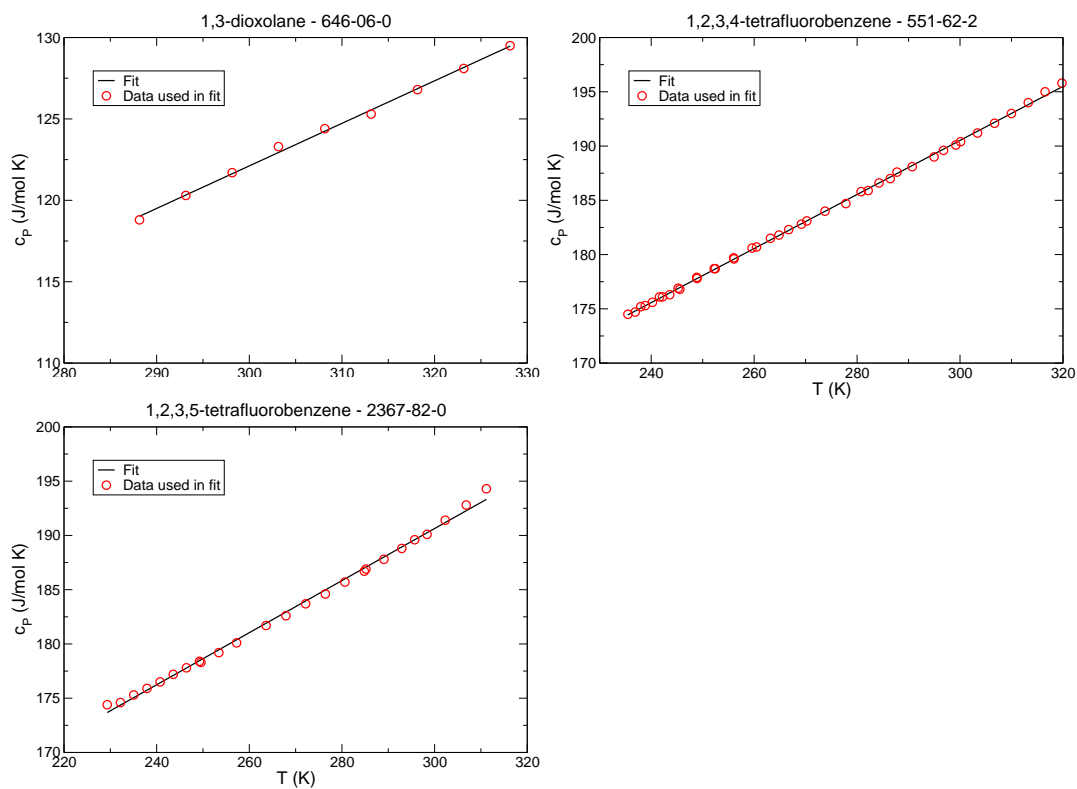 1,3-dioxolane - 646-06-0
130
125
120
115
110
c_P (J/mol K)
Fit
Data used in fit
280 290 300 310 320 330
1,2,3,4-tetrafluorobenzene - 551-62-2
200
195
190
185
180
175
170
c_P (J/mol K)
Fit
Data used in fit
240 260 280 300 320
T (K)
1,2,3,5-tetrafluorobenzene - 2367-82-0
200
195
190
185
180
175
170
c_P (J/mol K)
Fit
Data used in fit
220 240 260 280 300 320
T (K)